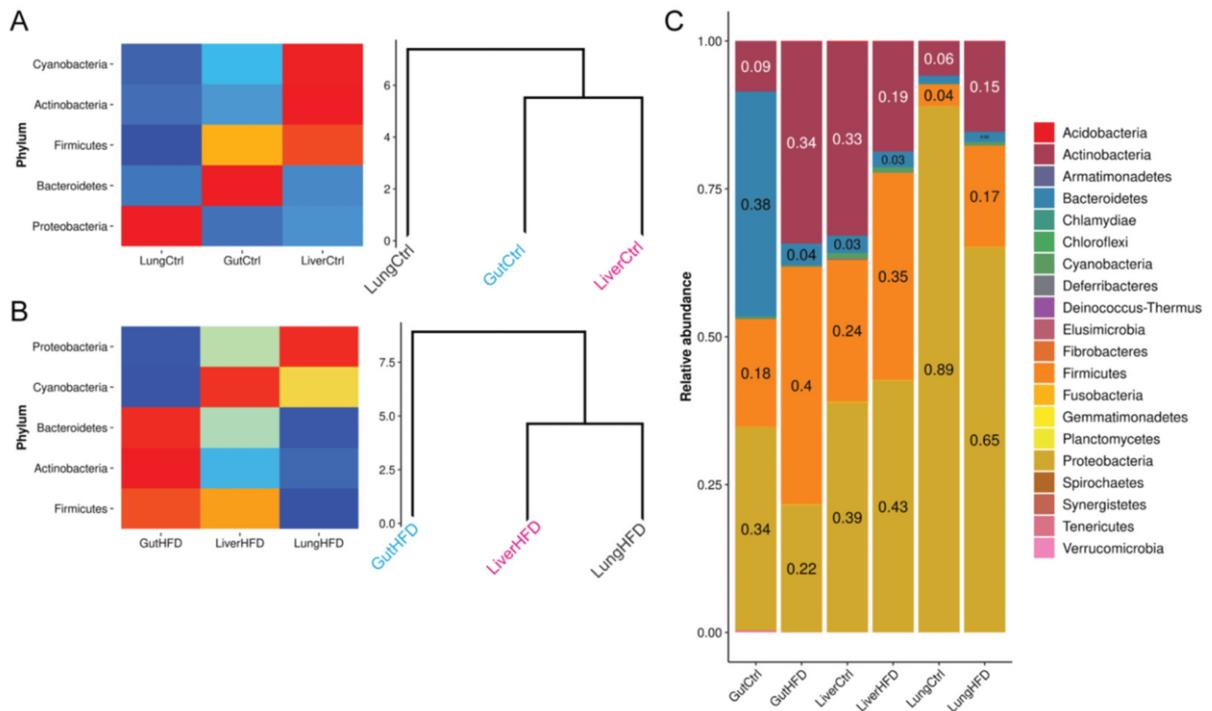 A
Phylum
Cyanobacteria
Actinobacteria
Firmicutes
Bacteroidetes
Proteobacteria
LungCtrl
GutCtrl
LiverCtrl
6
4
2
0
LungCtrl
GutCtrl
LiverCtrl
B
Phylum
Proteobacteria
Cyanobacteria
Bacteroidetes
Actinobacteria
Firmicutes
GutHFD
LiverHFD
LungHFD
7.5
5.0
2.5
0.0
GutHFD
LiverHFD
LungHFD
C
Relative abundance
1.00
0.75
0.50
0.25
0.00
0.09
0.38
0.18
0.34
0.34
0.04
0.4
0.22
0.33
0.03
0.24
0.39
0.19
0.03
0.35
0.43
0.06
0.04
0.89
0.15
0.17
0.65
GutCtrl
GutHFD
LiverCtrl
LiverHFD
LungCtrl
LungHFD
Acidobacteria
Actinobacteria
Armatimonadetes
Bacteroidetes
Chlamydiae
Chloroflexi
Cyanobacteria
Deferribacteres
Deinococcus-Thermus
Elusimicrobia
Fibrobacteres
Firmicutes
Fusobacteria
Gemmatimonadetes
Planctomycetes
Proteobacteria
Spirochaetes
Synergistetes
Tenericutes
Verrucomicrobia